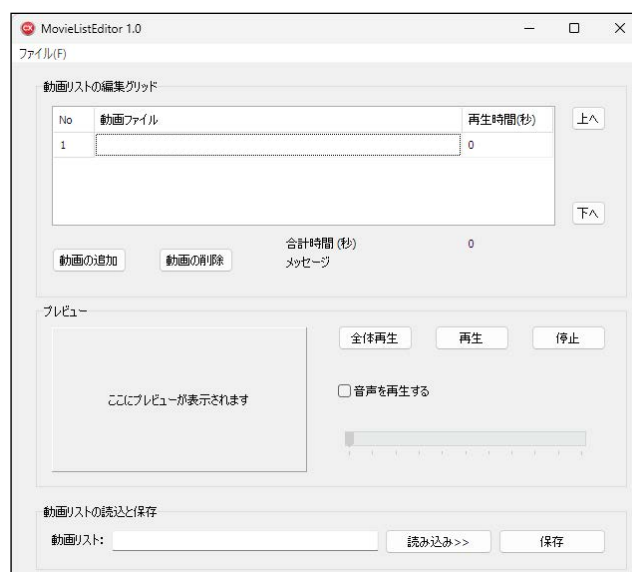 MovieListEditor 1.0
ファイル(F)
動画リストの編集グリッド
No 動画ファイル 再生時間(秒)
1 0
上へ
下へ
動画の追加 動画の削除
合計時間 (秒) 0
メッセージ
プレビュー
ここにプレビューが表示されます
全体再生 再生 停止
音声を再生する
動画リストの読込と保存
動画リスト: 読み込み>> 保存